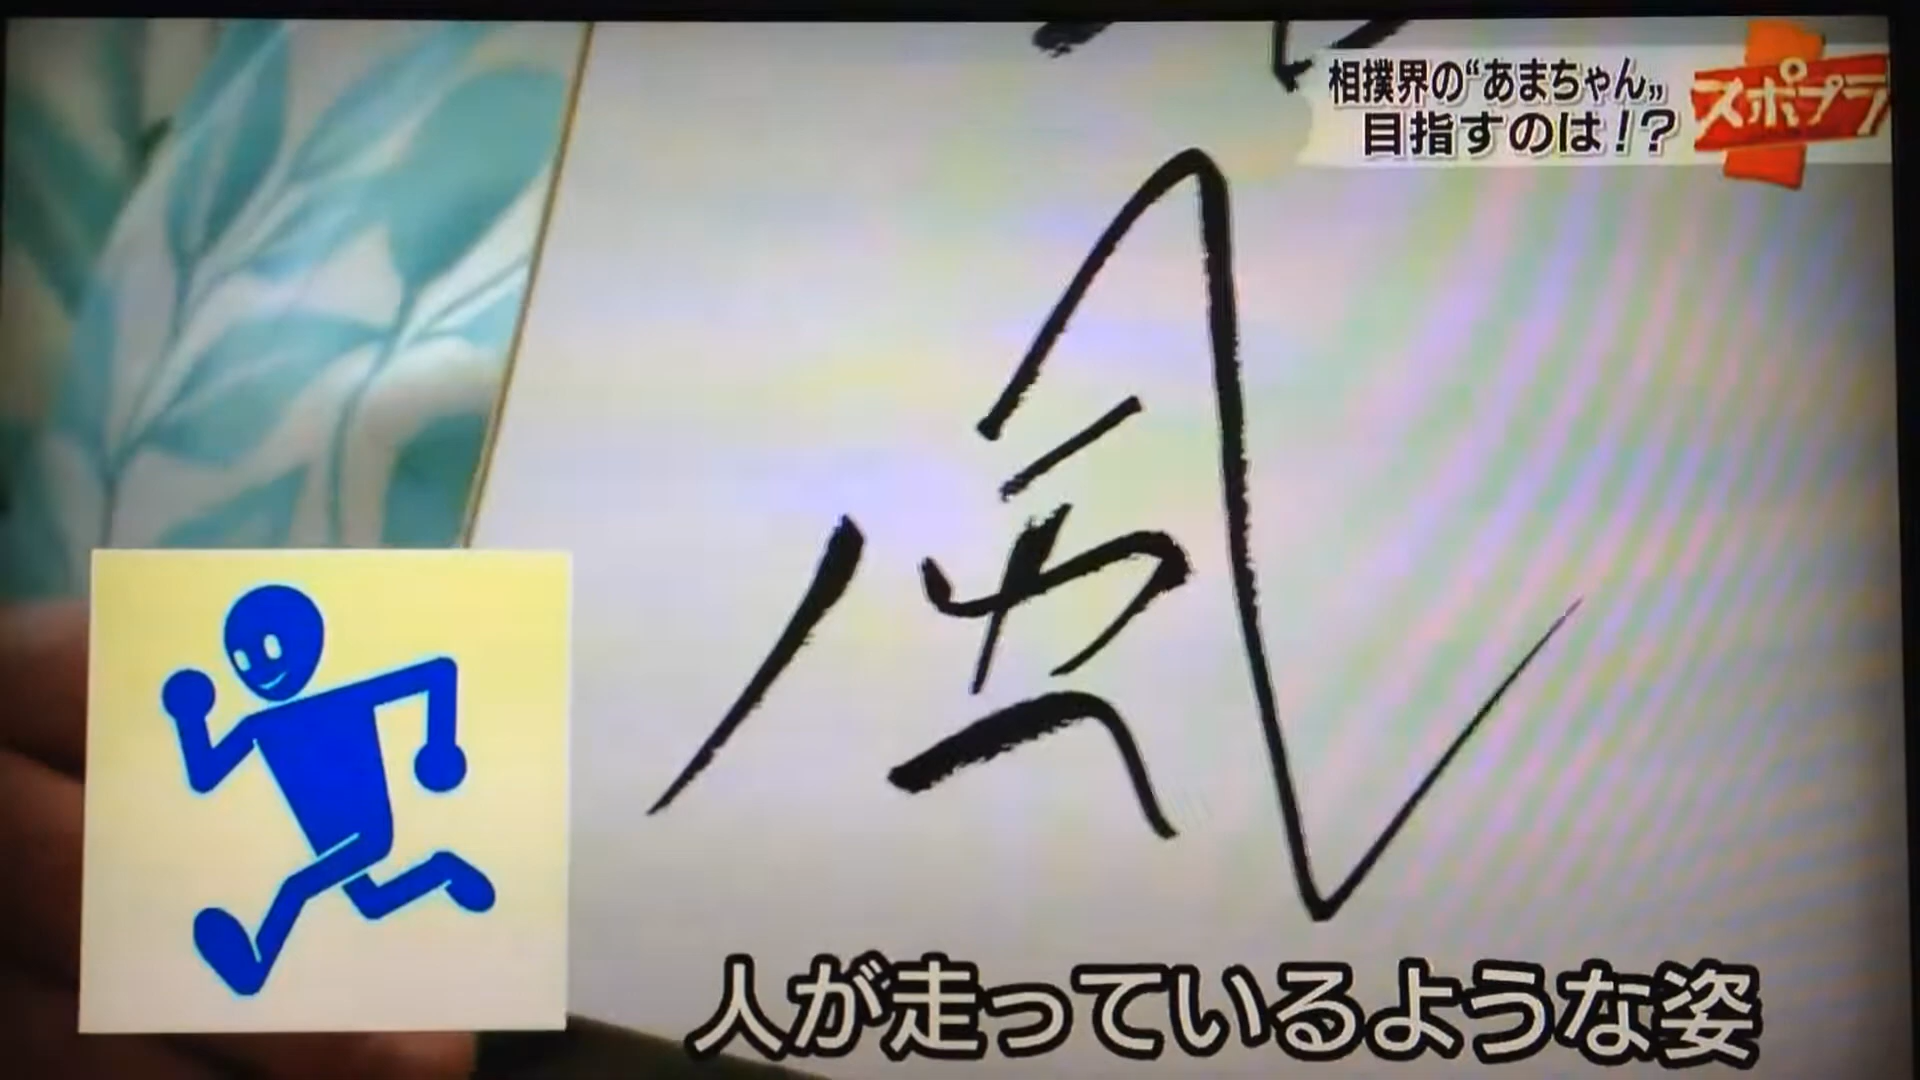 相撲界の“あまちゃん”
目指すのは!?
スポプラ
風
人が走っているような姿